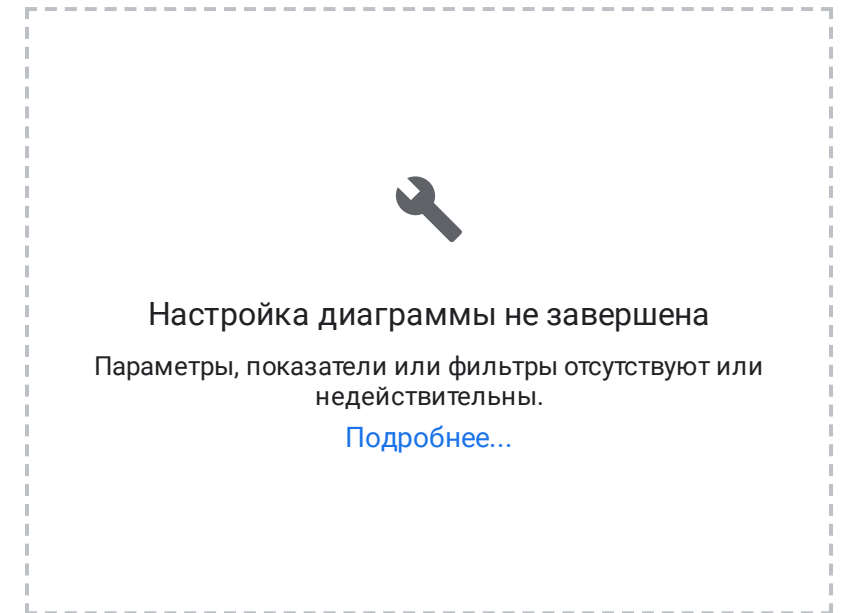 Настройка диаграммы не завершена
Параметры, показатели или фильтры отсутствуют или
недействительны.
Подробнее...